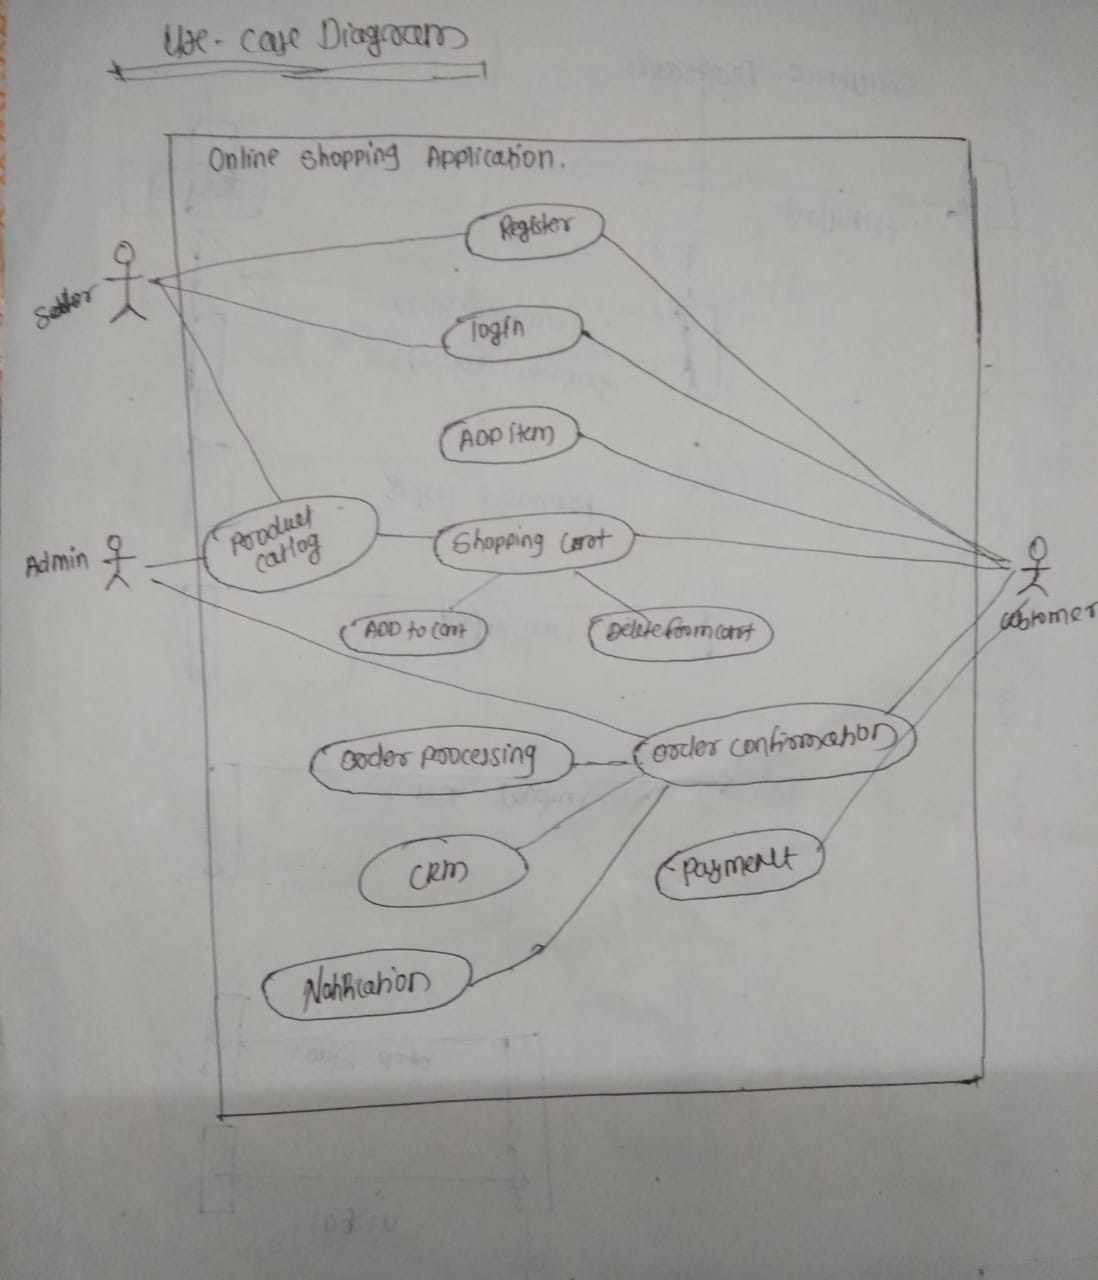 Use-case Diagram
Online Shopping Application.
Register
Seller
login
ADD item
Product
catlog
Shopping Cart
Admin
Customer
ADD to Cart
Delete from cart
Order confirmation
Order processing
CRM
Payment
Notification